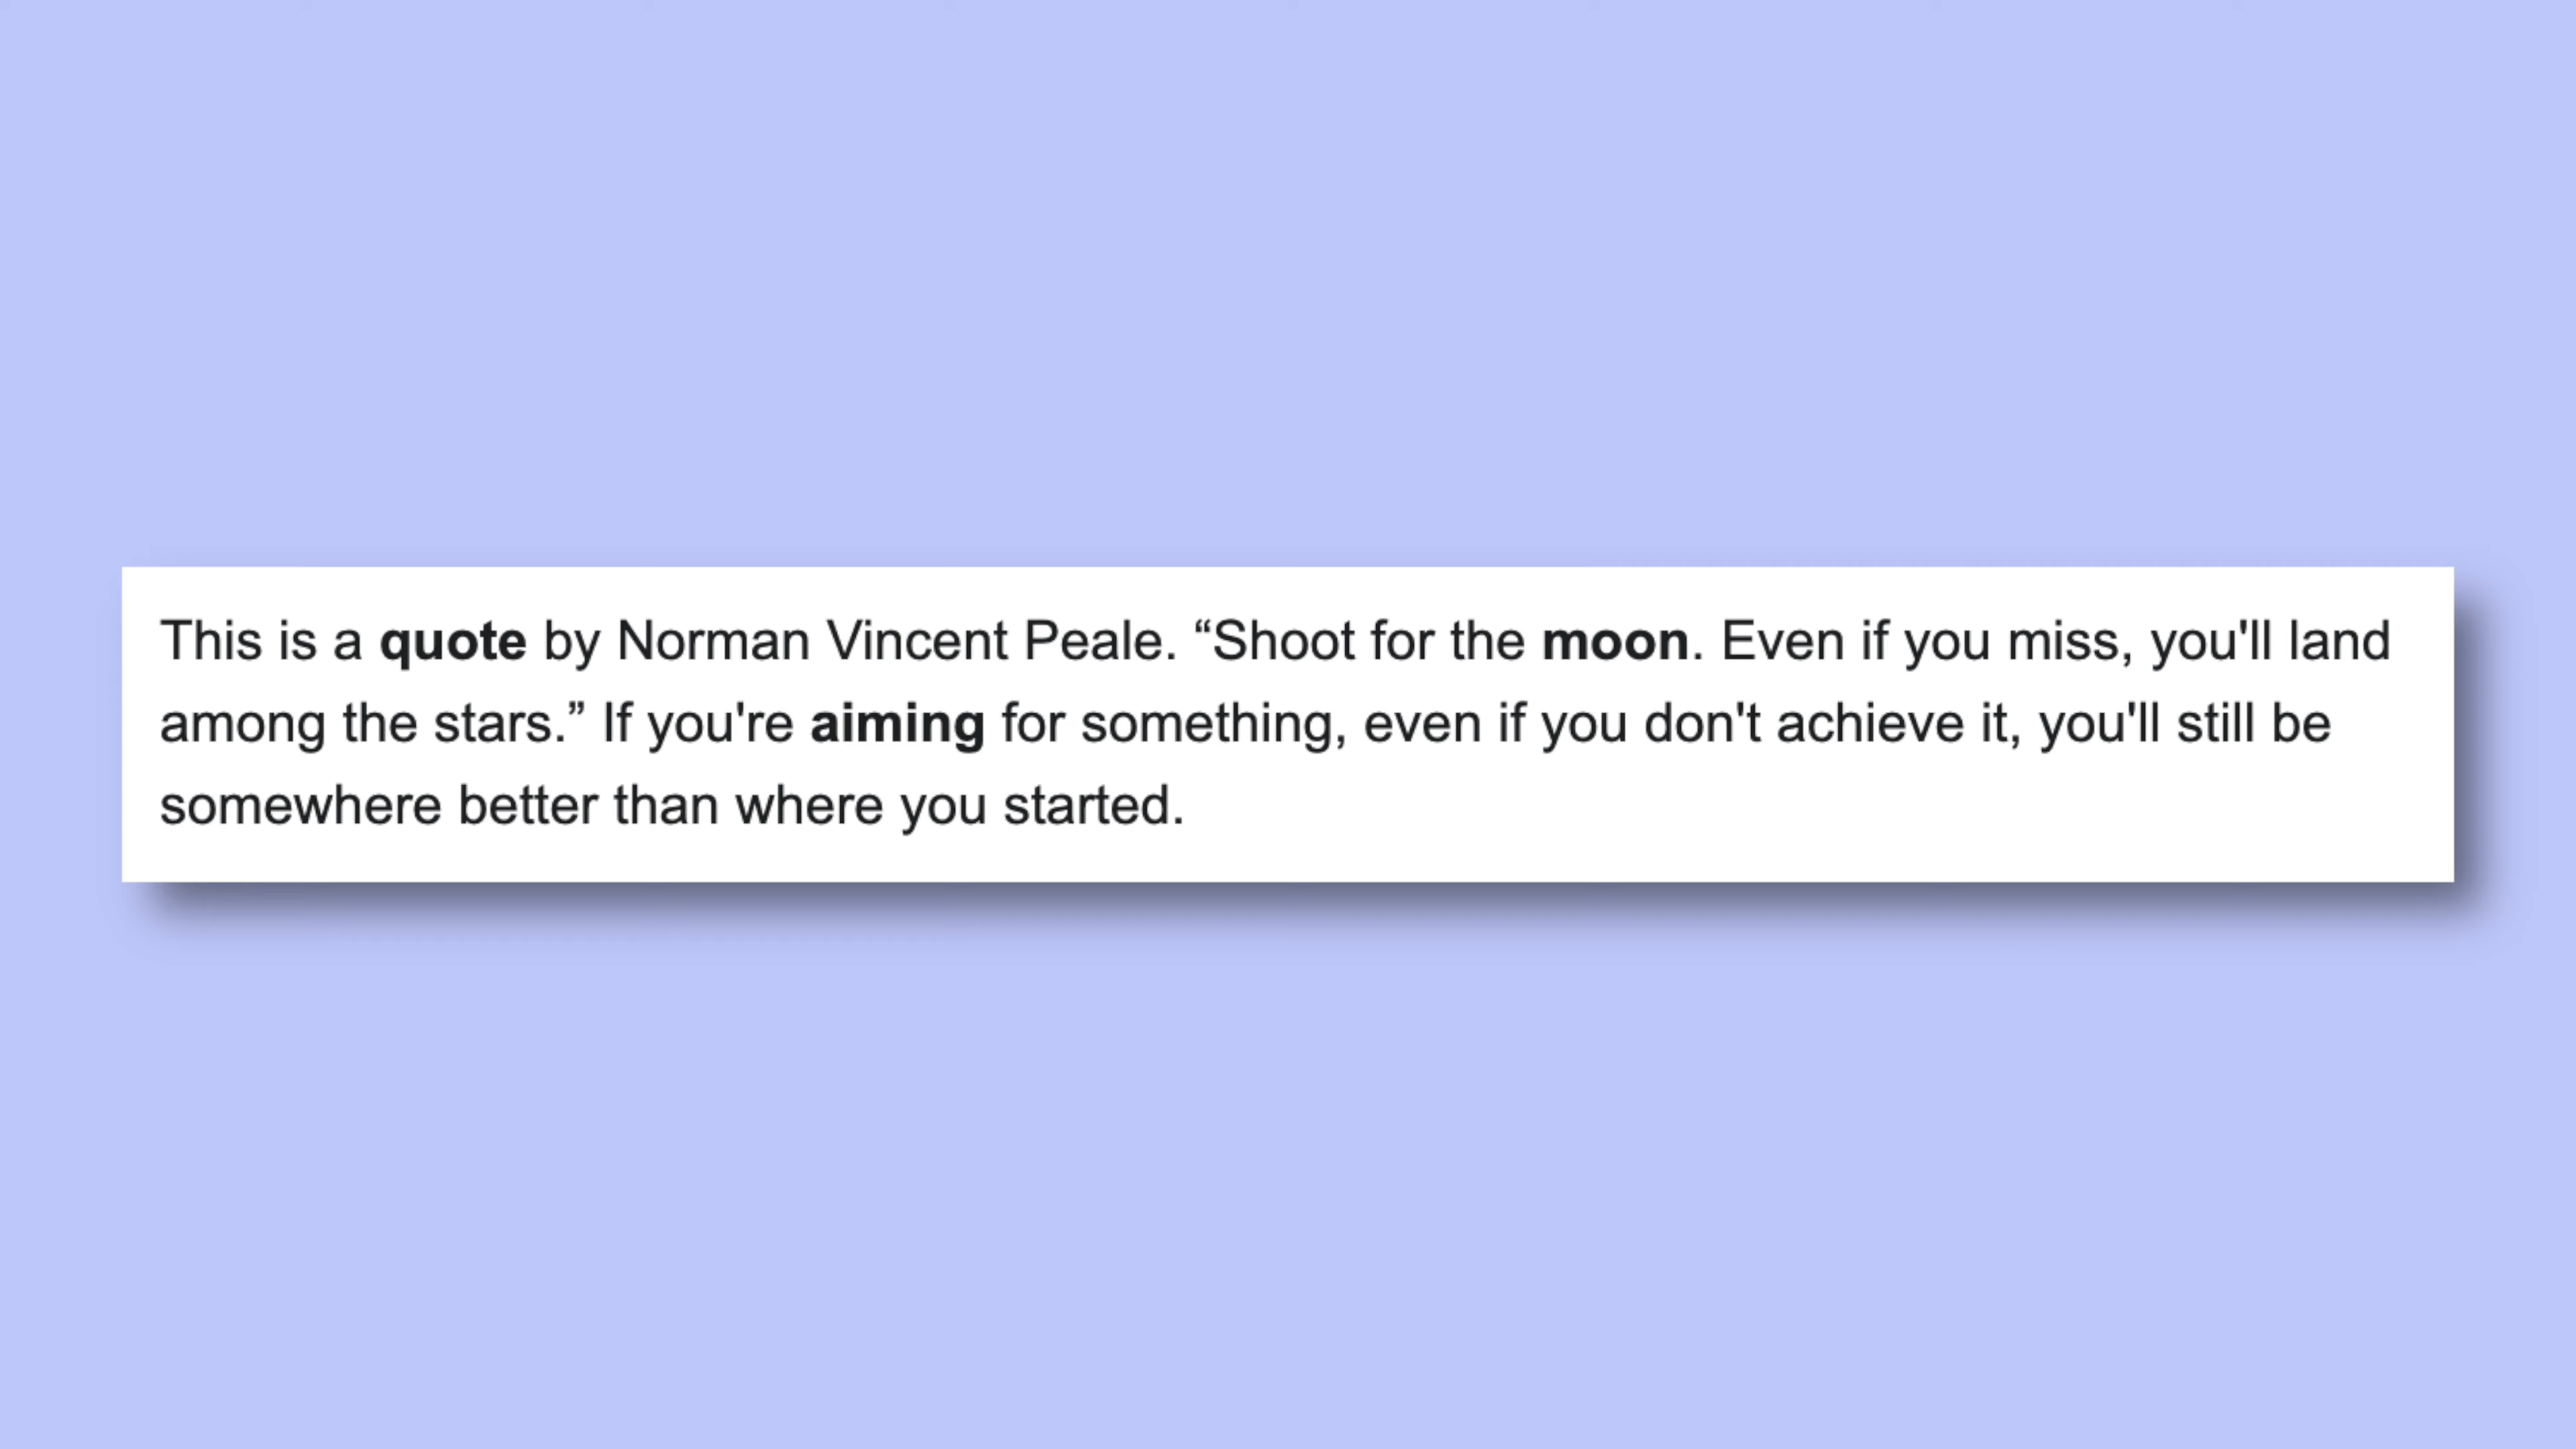 This is a quote by Norman Vincent Peale. “Shoot for the moon. Even if you miss, you'll land
among the stars.” If you're aiming for something, even if you don't achieve it, you'll still be
somewhere better than where you started.